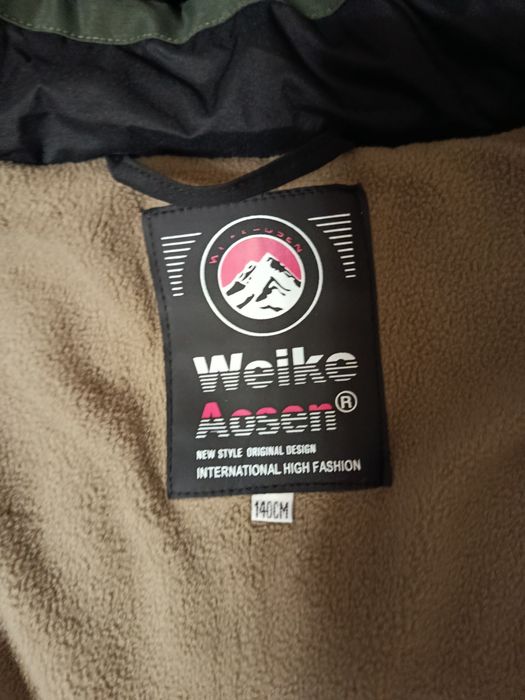 Weike
Aosen®
NEW STYLE ORIGINAL DESIGN
INTERNATIONAL HIGH FASHION
140CM